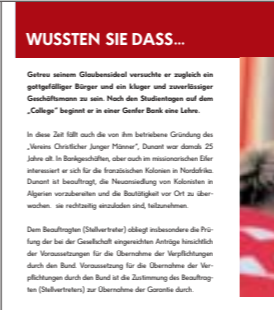 WUSSTEN SIE DASS...
Getreu seinem Glaubensideal versuchte er zugleich ein
gottgefälliger Bürger und ein kluger und zuverlässiger
Geschäftsmann zu sein. Nach den Studientagen auf dem
„College" beginnt er in einer Genfer Bank eine Lehre.
In diese Zeit fällt auch die von ihm betriebene Gründung des
„Vereins Christlicher Junger Männer", Dunant war damals 25
Jahre alt. In Bankgeschäften, aber auch im missionarischen Eifer
interessiert er sich für die französischen Kolonien in Nordafrika.
Dunant ist beauftragt, die Neuansiedlung von Kolonisten in
Algerien vorzubereiten und die Bautätigkeit vor Ort zu über-
wachen. sie rechtzeitig einzuladen sind, teilzunehmen.
Dem Beauftragten (Stellvertreter) obliegt insbesondere die Prü-
fung der bei der Gesellschaft eingereichten Anträge hinsichtlich
der Voraussetzungen für die Übernahme der Verpflichtungen
durch den Bund. Voraussetzung für die Übernahme der Ver-
pflichtungen durch den Bund ist die Zustimmung des Beauftrag-
ten (Stellvertreters) zur Übernahme der Garantie durch.